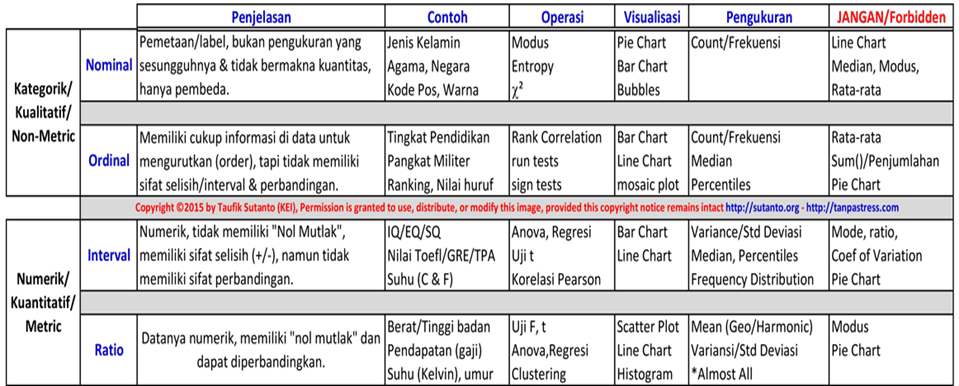 Penjelasan Contoh Operasi Visualisasi Pengukuran JANGAN/Forbidden
Kategorik/
Kualitatif/
Non-Metric
Nominal
Pemetaan/label, bukan pengukuran yang
sesungguhnya & tidak bermakna kuantitas,
hanya pembeda.
Jenis Kelamin
Agama, Negara
Kode Pos, Warna
Modus
Entropy
χ²
Pie Chart
Bar Chart
Bubbles
Count/Frekuensi
Line Chart
Median, Modus,
Rata-rata
Ordinal
Memiliki cukup informasi di data untuk
mengurutkan (order), tapi tidak memiliki
sifat selisih/interval & perbandingan.
Tingkat Pendidikan
Pangkat Militer
Ranking, Nilai huruf
Rank Correlation
run tests
sign tests
Bar Chart
Line Chart
mosaic plot
Count/Frekuensi
Median
Percentiles
Rata-rata
Sum()/Penjumlahan
Pie Chart
Copyright ©2015 by Taufik Sutanto (KEI), Permission is granted to use, distribute, or modify this image, provided this copyright notice remains intact http://sutanto.org - http://tanpastress.com
Numerik/
Kuantitatif/
Metric
Interval
Numerik, tidak memiliki "Nol Mutlak",
memiliki sifat selisih (+/-), namun tidak
memiliki sifat perbandingan.
IQ/EQ/SQ
Nilai Toefl/GRE/TPA
Suhu (C & F)
Anova, Regresi
Uji t
Korelasi Pearson
Bar Chart
Line Chart
Variance/Std Deviasi
Median, Percentiles
Frequency Distribution
Mode, ratio,
Coef of Variation
Pie Chart
Ratio
Datanya numerik, memiliki "nol mutlak" dan
dapat diperbandingkan.
Berat/Tinggi badan
Pendapatan (gaji)
Suhu (Kelvin), umur
Uji F, t
Anova,Regresi
Clustering
Scatter Plot
Line Chart
Histogram
Mean (Geo/Harmonic)
Variansi/Std Deviasi
*Almost All
Modus
Pie Chart